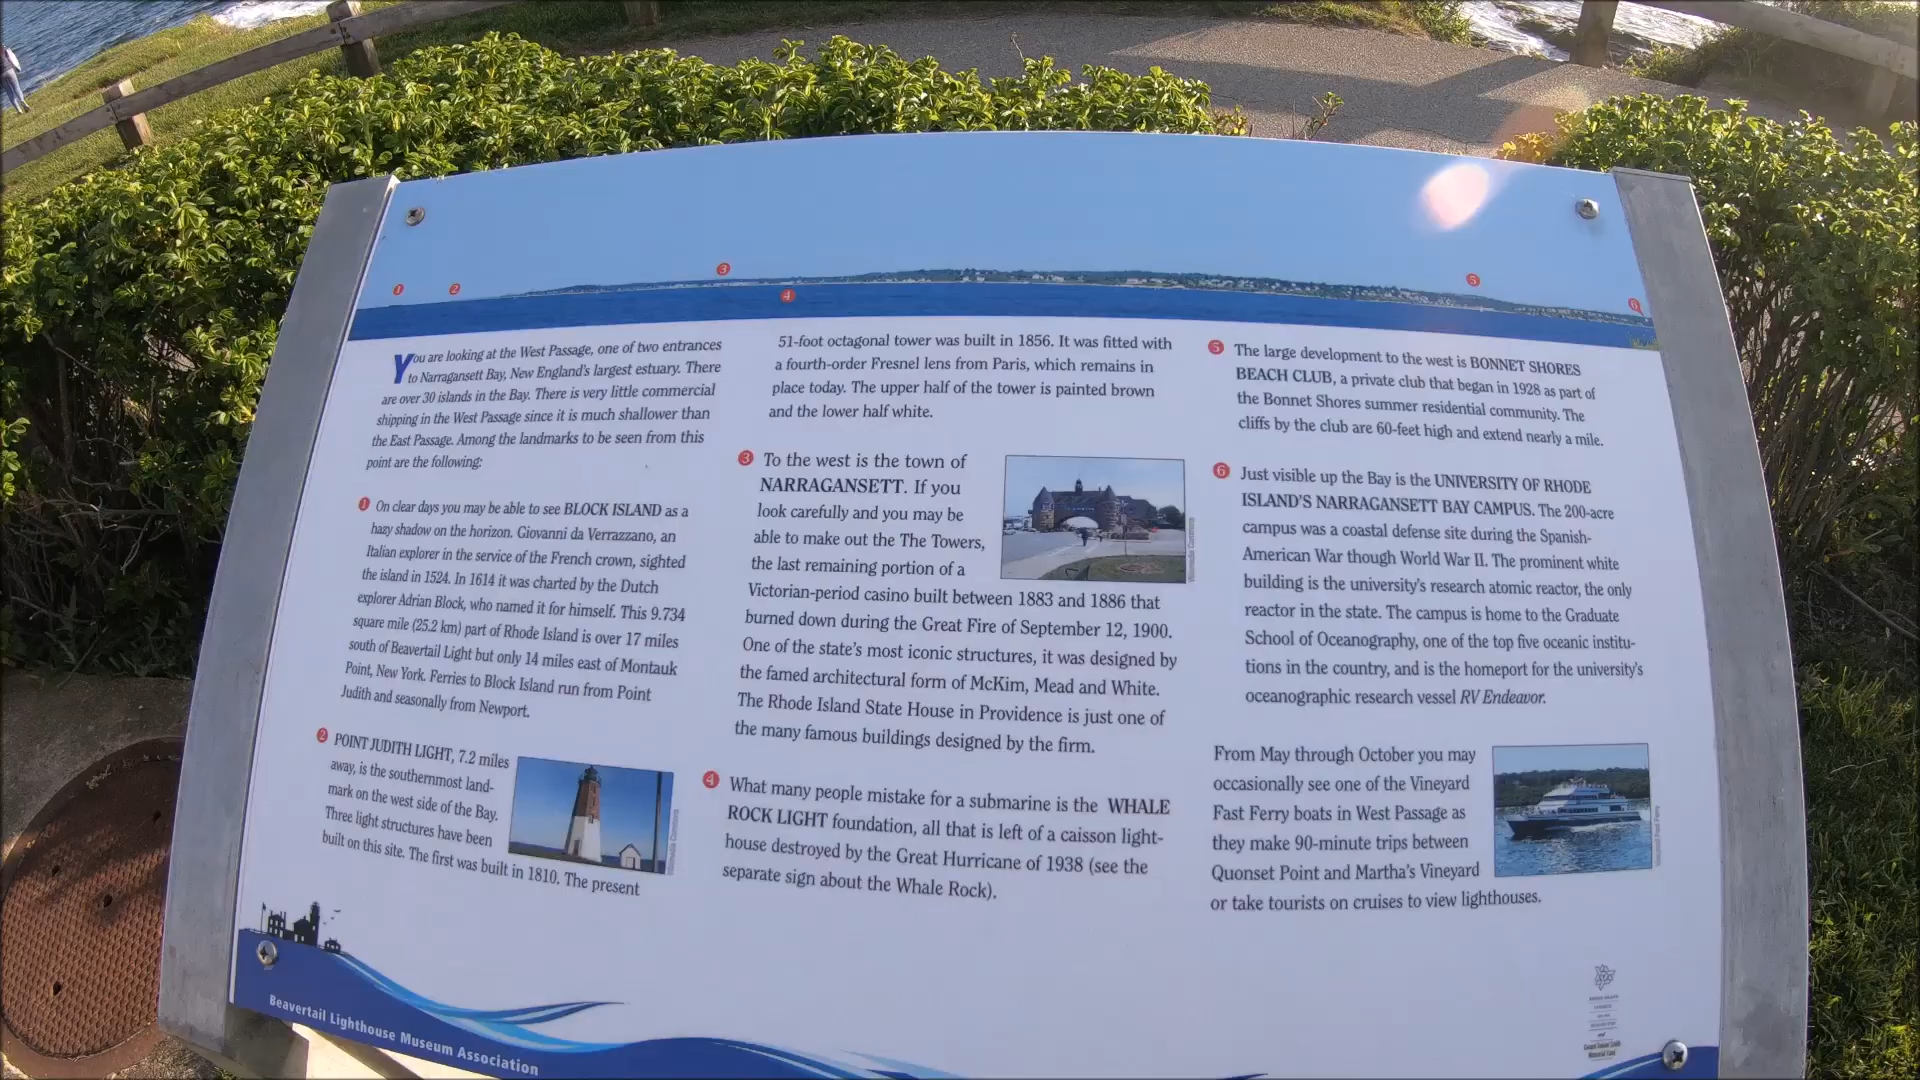 1
2
3
4
5
6
You are looking at the West Passage, one of two entrances
to Narragansett Bay, New England's largest estuary. There
are over 30 islands in the Bay. There is very little commercial
shipping in the West Passage since it is much shallower than
the East Passage. Among the landmarks to be seen from this
point are the following:
1 On clear days you may be able to see BLOCK ISLAND as a
hazy shadow on the horizon. Giovanni da Verrazzano, an
Italian explorer in the service of the French crown, sighted
the island in 1524. In 1614 it was charted by the Dutch
explorer Adrian Block, who named it for himself. This 9.734
square mile (25.2 km) part of Rhode Island is over 17 miles
south of Beavertail Light but only 14 miles east of Montauk
Point, New York. Ferries to Block Island run from Point
Judith and seasonally from Newport.
2 POINT JUDITH LIGHT, 7.2 miles
away, is the southernmost land-
mark on the west side of the Bay.
Three light structures have been
built on this site. The first was built in 1810. The present
Wikimedia Commons
51-foot octagonal tower was built in 1856. It was fitted with
a fourth-order Fresnel lens from Paris, which remains in
place today. The upper half of the tower is painted brown
and the lower half white.
3 To the west is the town of
NARRAGANSETT. If you
look carefully and you may be
able to make out the The Towers,
the last remaining portion of a
Victorian-period casino built between 1883 and 1886 that
burned down during the Great Fire of September 12, 1900.
One of the state's most iconic structures, it was designed by
the famed architectural form of McKim, Mead and White.
The Rhode Island State House in Providence is just one of
the many famous buildings designed by the firm.
Wikimedia Commons
4 What many people mistake for a submarine is the WHALE
ROCK LIGHT foundation, all that is left of a caisson light-
house destroyed by the Great Hurricane of 1938 (see the
separate sign about the Whale Rock).
5 The large development to the west is BONNET SHORES
BEACH CLUB, a private club that began in 1928 as part of
the Bonnet Shores summer residential community. The
cliffs by the club are 60-feet high and extend nearly a mile.
6 Just visible up the Bay is the UNIVERSITY OF RHODE
ISLAND'S NARRAGANSETT BAY CAMPUS. The 200-acre
campus was a coastal defense site during the Spanish-
American War though World War II. The prominent white
building is the university's research atomic reactor, the only
reactor in the state. The campus is home to the Graduate
School of Oceanography, one of the top five oceanic institu-
tions in the country, and is the homeport for the university's
oceanographic research vessel RV Endeavor.
From May through October you may
occasionally see one of the Vineyard
Fast Ferry boats in West Passage as
they make 90-minute trips between
Quonset Point and Martha's Vineyard
or take tourists on cruises to view lighthouses.
Beavertail Lighthouse Museum Association